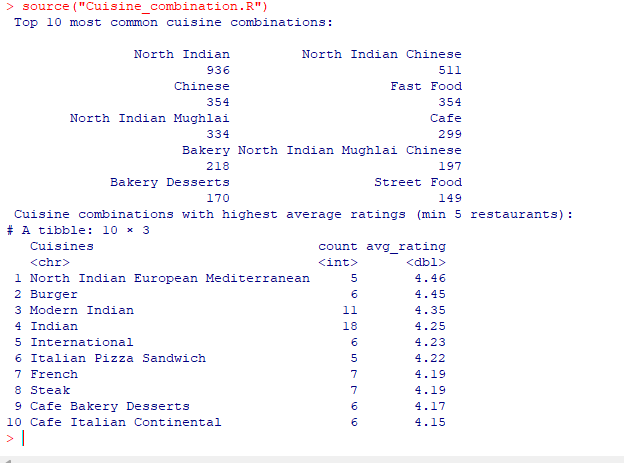 > source("Cuisine_combination.R")
Top 10 most common cuisine combinations:
North Indian North Indian Chinese
936 511
Chinese Fast Food
354 354
North Indian Mughlai Cafe
334 299
Bakery North Indian Mughlai Chinese
218 197
Bakery Desserts Street Food
170 149
Cuisine combinations with highest average ratings (min 5 restaurants):
# A tibble: 10 × 3
Cuisines count avg_rating
<chr> <int> <dbl>
1 North Indian European Mediterranean 5 4.46
2 Burger 6 4.45
3 Modern Indian 11 4.35
4 Indian 18 4.25
5 International 6 4.23
6 Italian Pizza Sandwich 5 4.22
7 French 7 4.19
8 Steak 7 4.19
9 Cafe Bakery Desserts 6 4.17
10 Cafe Italian Continental 6 4.15
>